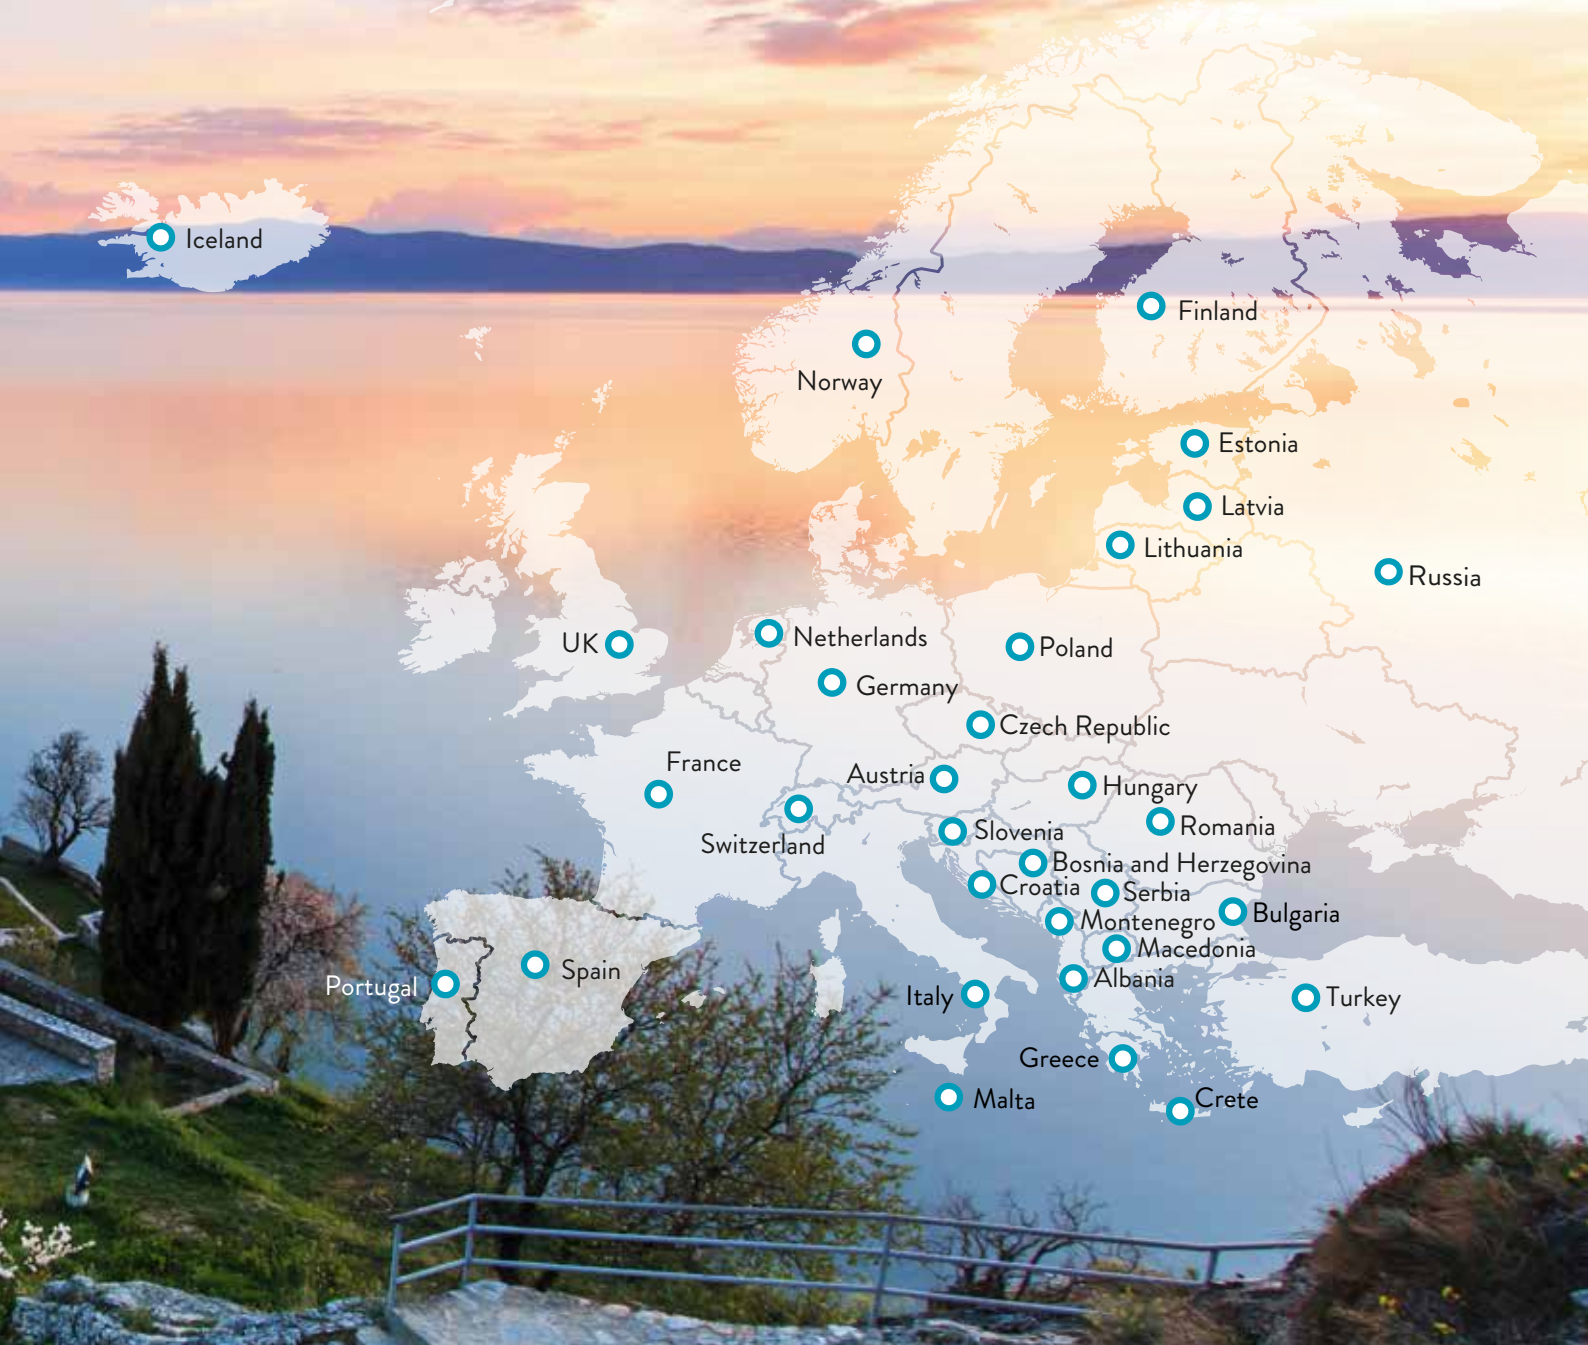 Iceland
Finland
Norway
Estonia
Latvia
Lithuania
Russia
UK
Netherlands
Poland
Germany
Czech Republic
France
Austria
Hungary
Switzerland
Slovenia
Romania
Bosnia and Herzegovina
Croatia
Serbia
Montenegro
Bulgaria
Macedonia
Portugal
Spain
Albania
Italy
Turkey
Greece
Malta
Crete